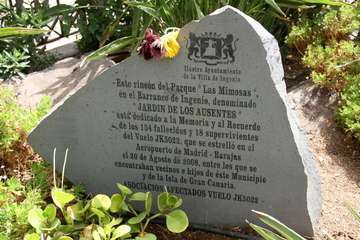 Ilustre Ayuntamiento
de la Villa de Ingenio
Este rincón del Parque "Las Mimosas"
en el Barranco de Ingenio, denominado
"JARDÍN DE LOS AUSENTES"
está dedicado a la Memoria y al Recuerdo
de los 154 fallecidos y 18 supervivientes
del Vuelo JK5022, que se estrelló en el
Aeropuerto de Madrid - Barajas
el 20 de Agosto de 2008, entre los que se
encontraban vecinos e hijos de este Municipio
y de la Isla de Gran Canaria.
ASOCIACIÓN AFECTADOS VUELO JK5022